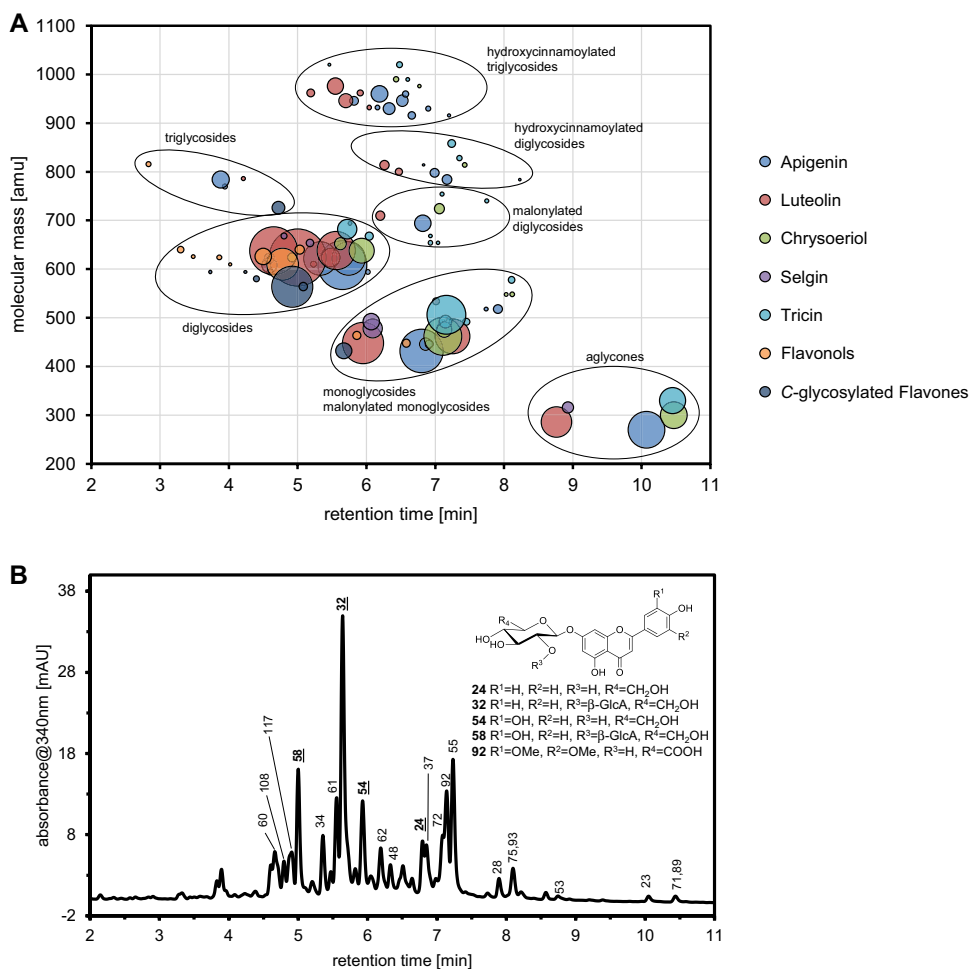 A
molecular mass [amu]
1100
1000
900
800
700
600
500
400
300
200
2 3 4 5 6 7 8 9 10 11
retention time [min]
hydroxycinnamoylated
triglycosides
hydroxycinnamoylated
diglycosides
triglycosides
malonylated
diglycosides
diglycosides
monoglycosides
malonylated monoglycosides
aglycones
Apigenin
Luteolin
Chrysoeriol
Selgin
Tricin
Flavonols
C-glycosylated Flavones
B
absorbance@340nm [mAU]
38
28
18
8
-2
2 3 4 5 6 7 8 9 10 11
retention time [min]
60
108
117
58
34
61
32
54
62
48
24
37
72
92
55
28
75,93
53
23
71,89
R1
OH
R2
R4
O
O
O
HO
HO
O
R3
OH
O
24 R1=H, R2=H, R3=H, R4=CH2OH
32 R1=H, R2=H, R3=β-GlcA, R4=CH2OH
54 R1=OH, R2=H, R3=H, R4=CH2OH
58 R1=OH, R2=H, R3=β-GlcA, R4=CH2OH
92 R1=OMe, R2=OMe, R3=H, R4=COOH